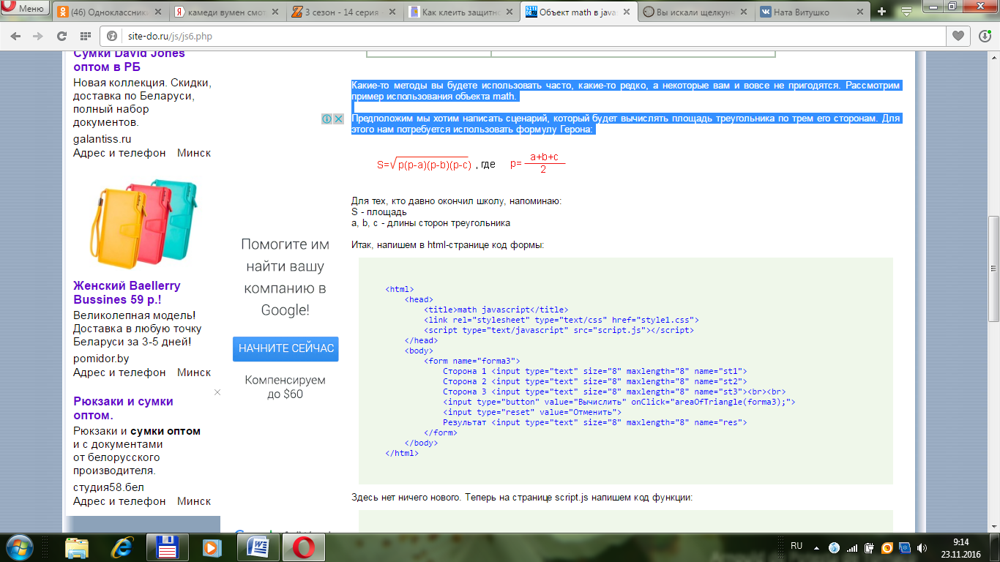 Меню
(46) Одноклассник
камеди вумен смот
3 сезон - 14 серия
Как клеить защитно
Объект math в javas
Вы искали щелкунч
Ната Витушко
site-do.ru/js/js6.php
Сумки David Jones
оптом в РБ
Новая коллекция. Скидки,
доставка по Беларуси,
полный набор
документов.
galantiss.ru
Адрес и телефон Минск
Женский Baellerry
Bussines 59 р.!
Великолепная модель!
Доставка в любую точку
Беларуси за 3-5 дней!
pomidor.by
Адрес и телефон Минск
Рюкзаки и сумки
оптом.
Рюкзаки и сумки оптом
и с документами
от белорусского
производителя.
студия58.бел
Адрес и телефон Минск
Помогите им
найти вашу
компанию в
Google!
НАЧНИТЕ СЕЙЧАС
Компенсируем
до $60
Какие-то методы вы будете использовать часто, какие-то редко, а некоторые вам и вовсе не пригодятся. Рассмотрим
пример использования объекта math.
Предположим мы хотим написать сценарий, который будет вычислять площадь треугольника по трем его сторонам. Для
этого нам потребуется использовать формулу Герона:
S=√p(p-a)(p-b)(p-c) , где p= a+b+c
2
Для тех, кто давно окончил школу, напоминаю:
S - площадь
a, b, c - длины сторон треугольника
Итак, напишем в html-странице код формы:
<html>
<head>
<title>math javascript</title>
<link rel="stylesheet" type="text/css" href="style1.css">
<script type="text/javascript" src="script.js"></script>
</head>
<body>
<form name="forma3">
Сторона 1 <input type="text" size="8" maxlength="8" name="st1">
Сторона 2 <input type="text" size="8" maxlength="8" name="st2">
Сторона 3 <input type="text" size="8" maxlength="8" name="st3"><br><br>
<input type="button" value="Вычислить" onClick="areaOfTriangle(forma3);">
<input type="reset" value="Отменить">
Результат <input type="text" size="8" maxlength="8" name="res">
</form>
</body>
</html>
Здесь нет ничего нового. Теперь на странице script.js напишем код функции:
RU
9:14
23.11.2016